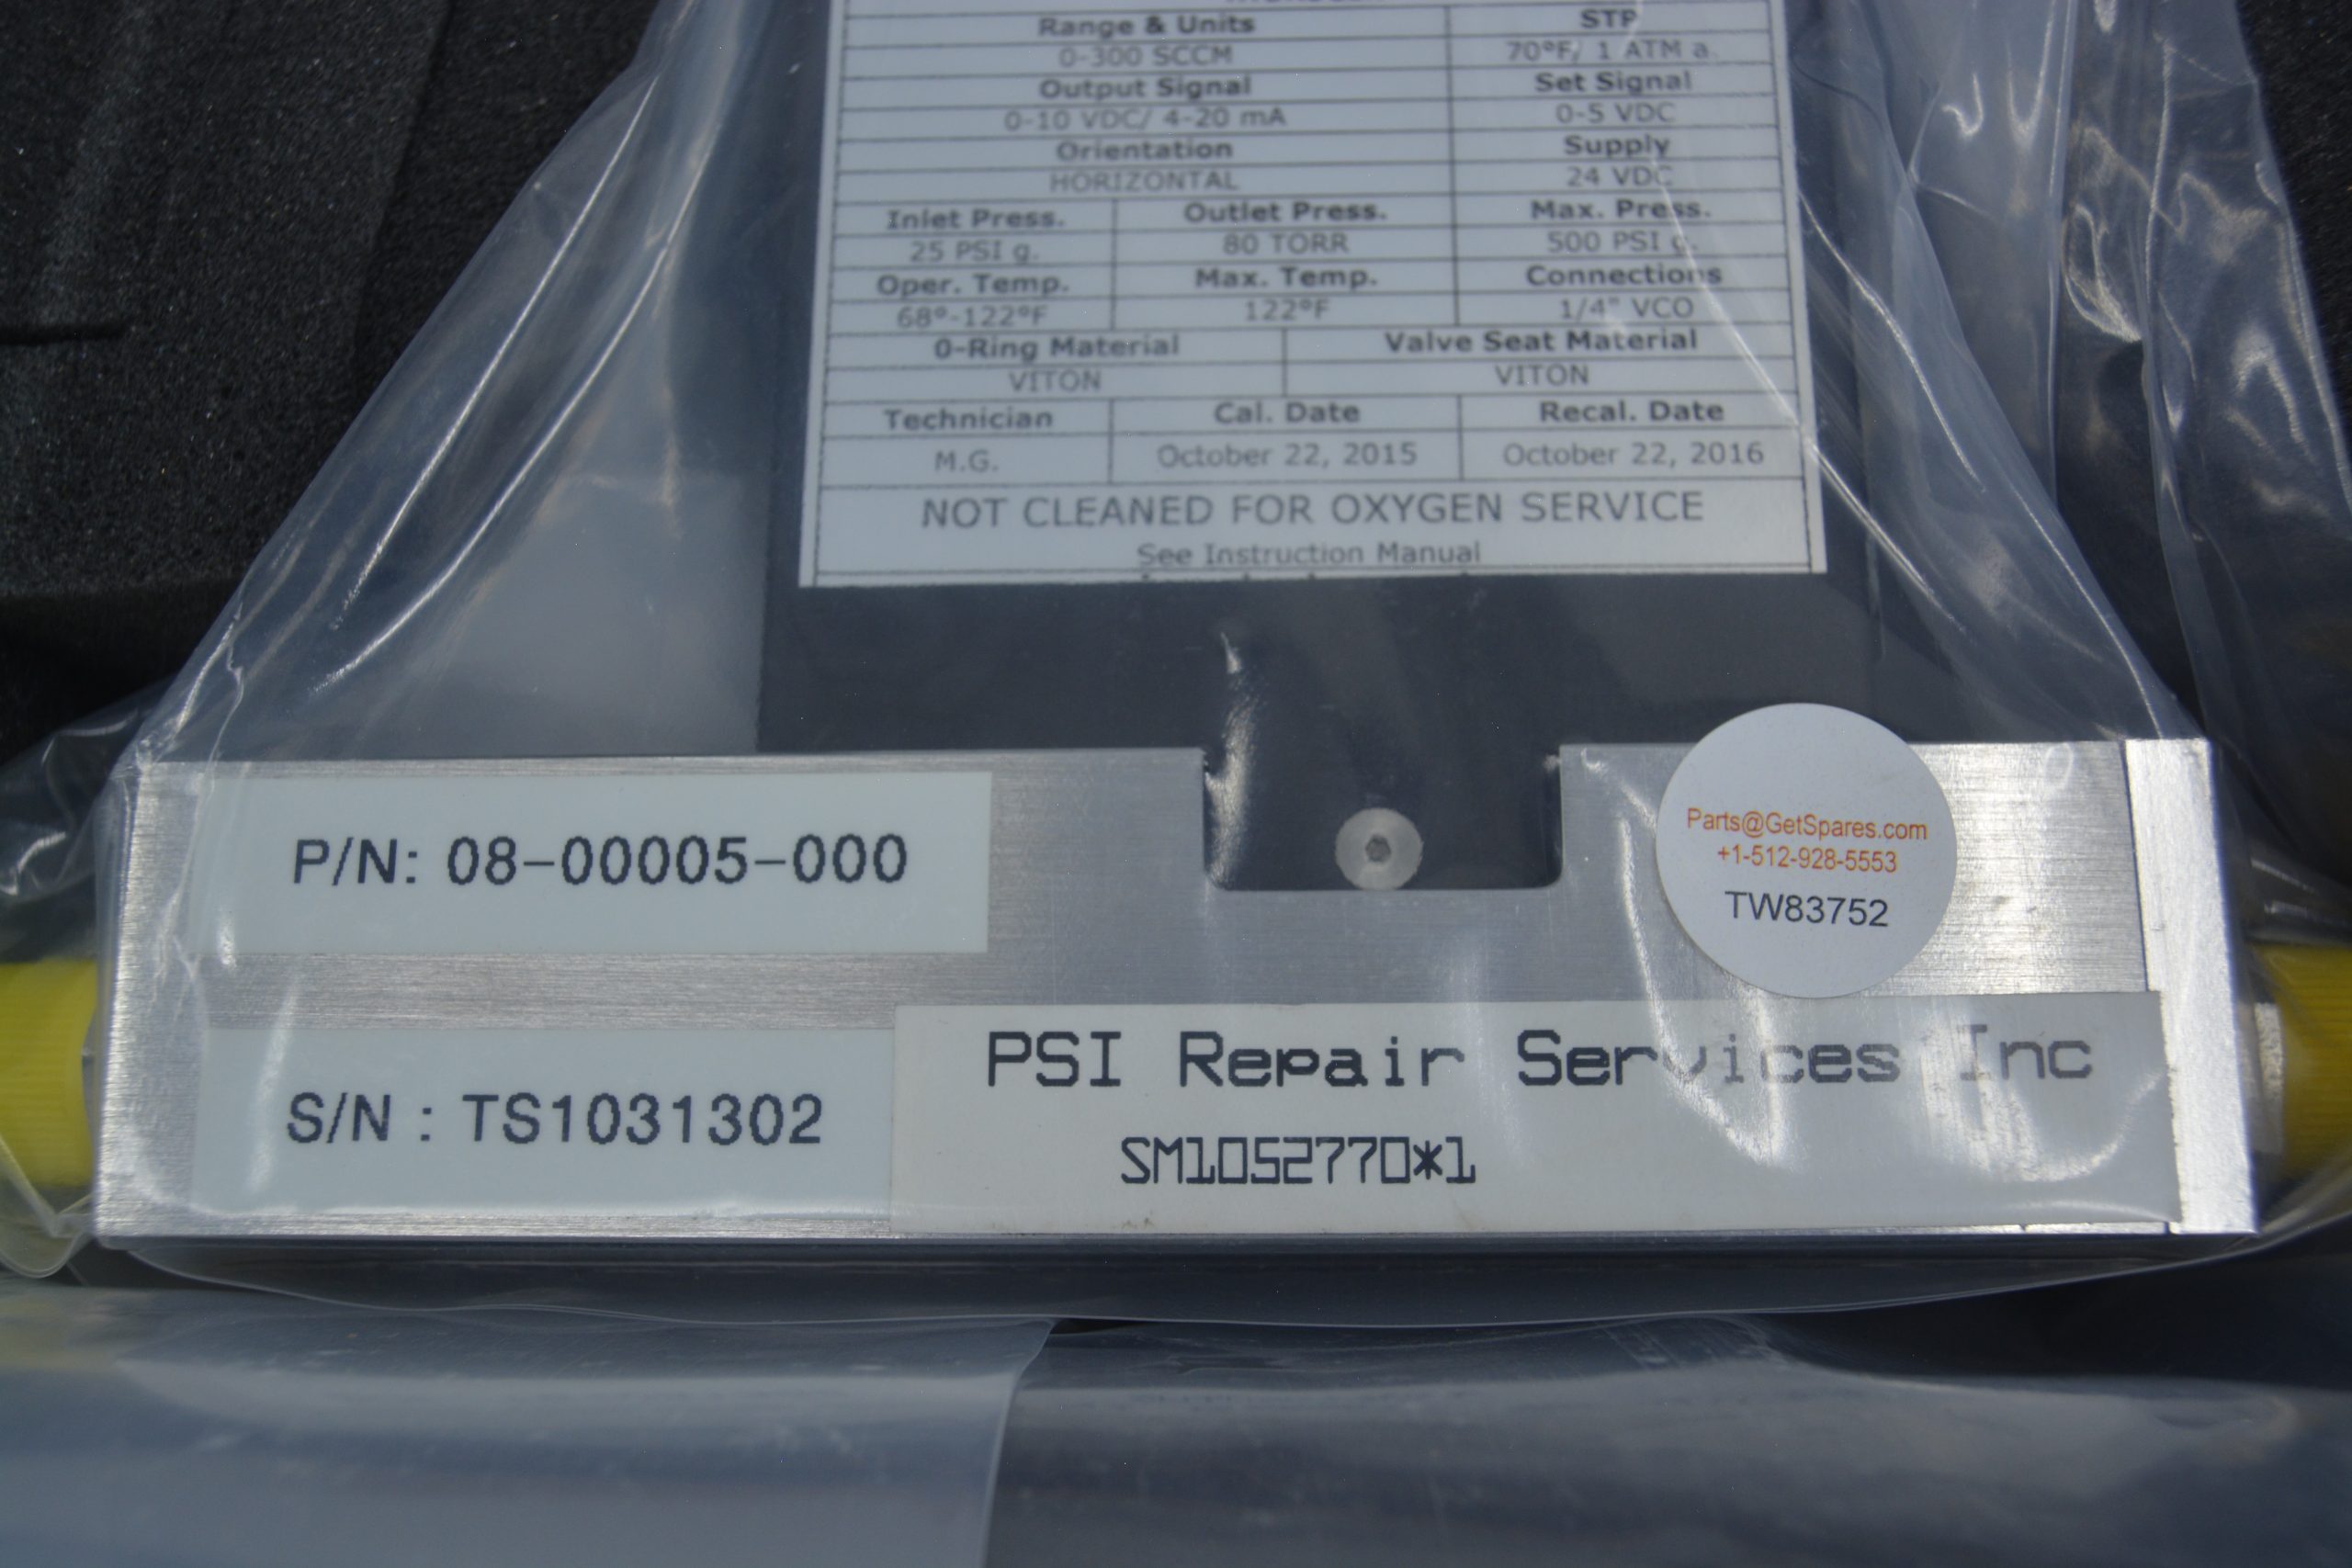 Range & Units STP
0-300 SCCM 70°F/ 1 ATM a.
Output Signal Set Signal
0-10 VDC/ 4-20 mA 0-5 VDC
Orientation Supply
HORIZONTAL 24 VDC
Inlet Press. Outlet Press. Max. Press.
25 PSI g. 80 TORR 500 PSI g.
Oper. Temp. Max. Temp. Connections
68°-122°F 122°F 1/4" VCO
0-Ring Material Valve Seat Material
VITON VITON
Technician Cal. Date Recal. Date
M.G. October 22, 2015 October 22, 2016
NOT CLEANED FOR OXYGEN SERVICE
See Instruction Manual
P/N: 08-00005-000
Parts@GetSpares.com
+1-512-928-5553
TW83752
S/N : TS1031302
PSI Repair Services Inc
SM1052770*1